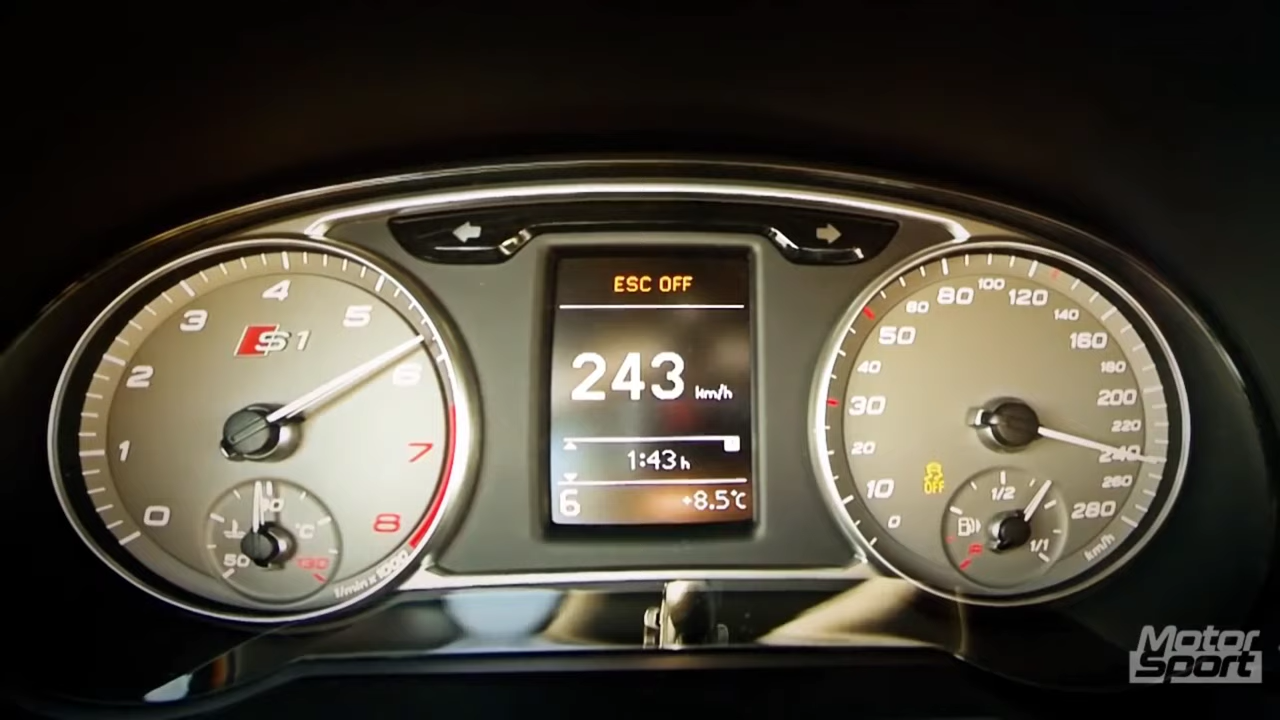 ESC OFF
243 km/h
1:43 h
6 +8.5°C
S1
0
1
2
3
4
5
6
7
8
1/min x 1000
50
90
130
°C
0
10
20
30
40
50
60
80
100
120
140
160
180
200
220
240
260
280
km/h
OFF
1/2
R
1/1
Motor
Sport